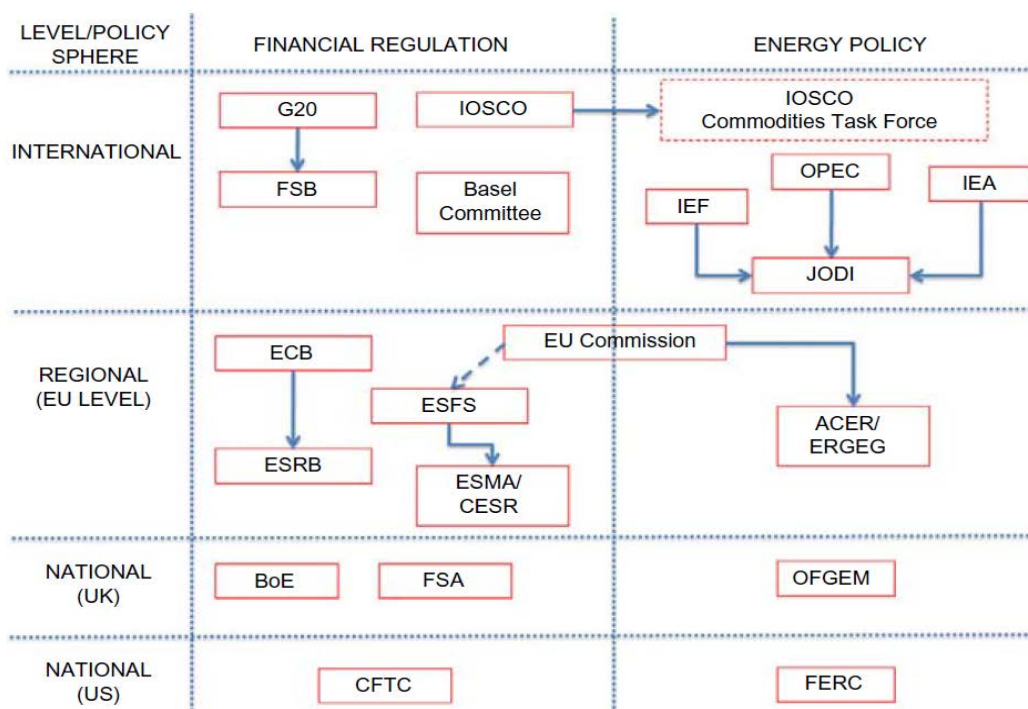 LEVEL/POLICY
SPHERE
FINANCIAL REGULATION
ENERGY POLICY
INTERNATIONAL
G20
IOSCO
IOSCO
Commodities Task Force
FSB
Basel
Committee
OPEC
IEF
IEA
JODI
REGIONAL
(EU LEVEL)
ECB
EU Commission
ESFS
ACER/
ERGEG
ESRB
ESMA/
CESR
NATIONAL
(UK)
BoE
FSA
OFGEM
NATIONAL
(US)
CFTC
FERC